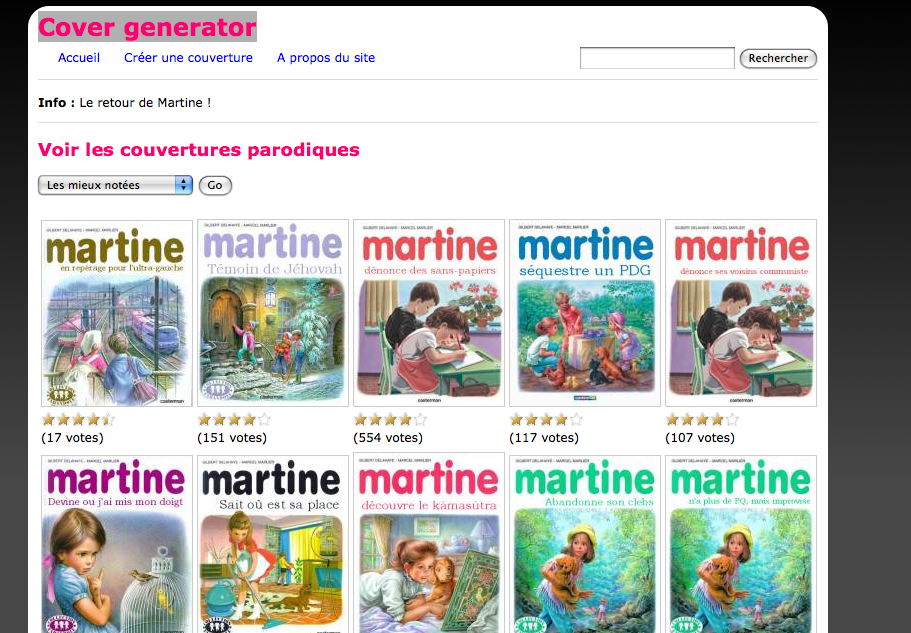 Cover generator
Accueil Créer une couverture A propos du site Rechercher
Info : Le retour de Martine !
Voir les couvertures parodiques
Les mieux notées Go
GILBERT DELAHAYE - MARCEL MARLIER
martine
en repérage pour l'ultra-gauche
casterman
(17 votes)
GILBERT DELAHAYE - MARCEL MARLIER
martine
Témoin de Jéhovah
casterman
(151 votes)
GILBERT DELAHAYE - MARCEL MARLIER
martine
dénonce des sans-papiers
casterman
(554 votes)
GILBERT DELAHAYE - MARCEL MARLIER
martine
séquestre un PDG
(117 votes)
GILBERT DELAHAYE - MARCEL MARLIER
martine
dénonce ses voisins communiste
casterman
(107 votes)
GILBERT DELAHAYE - MARCEL MARLIER
martine
Devine ou j'ai mis mon doigt
GILBERT DELAHAYE - MARCEL MARLIER
martine
Sait où est sa place
GILBERT DELAHAYE - MARCEL MARLIER
martine
découvre le kamasutra
GILBERT DELAHAYE - MARCEL MARLIER
martine
Abandonne son clebs
GILBERT DELAHAYE - MARCEL MARLIER
martine
n'a plus de PQ, mais improvise